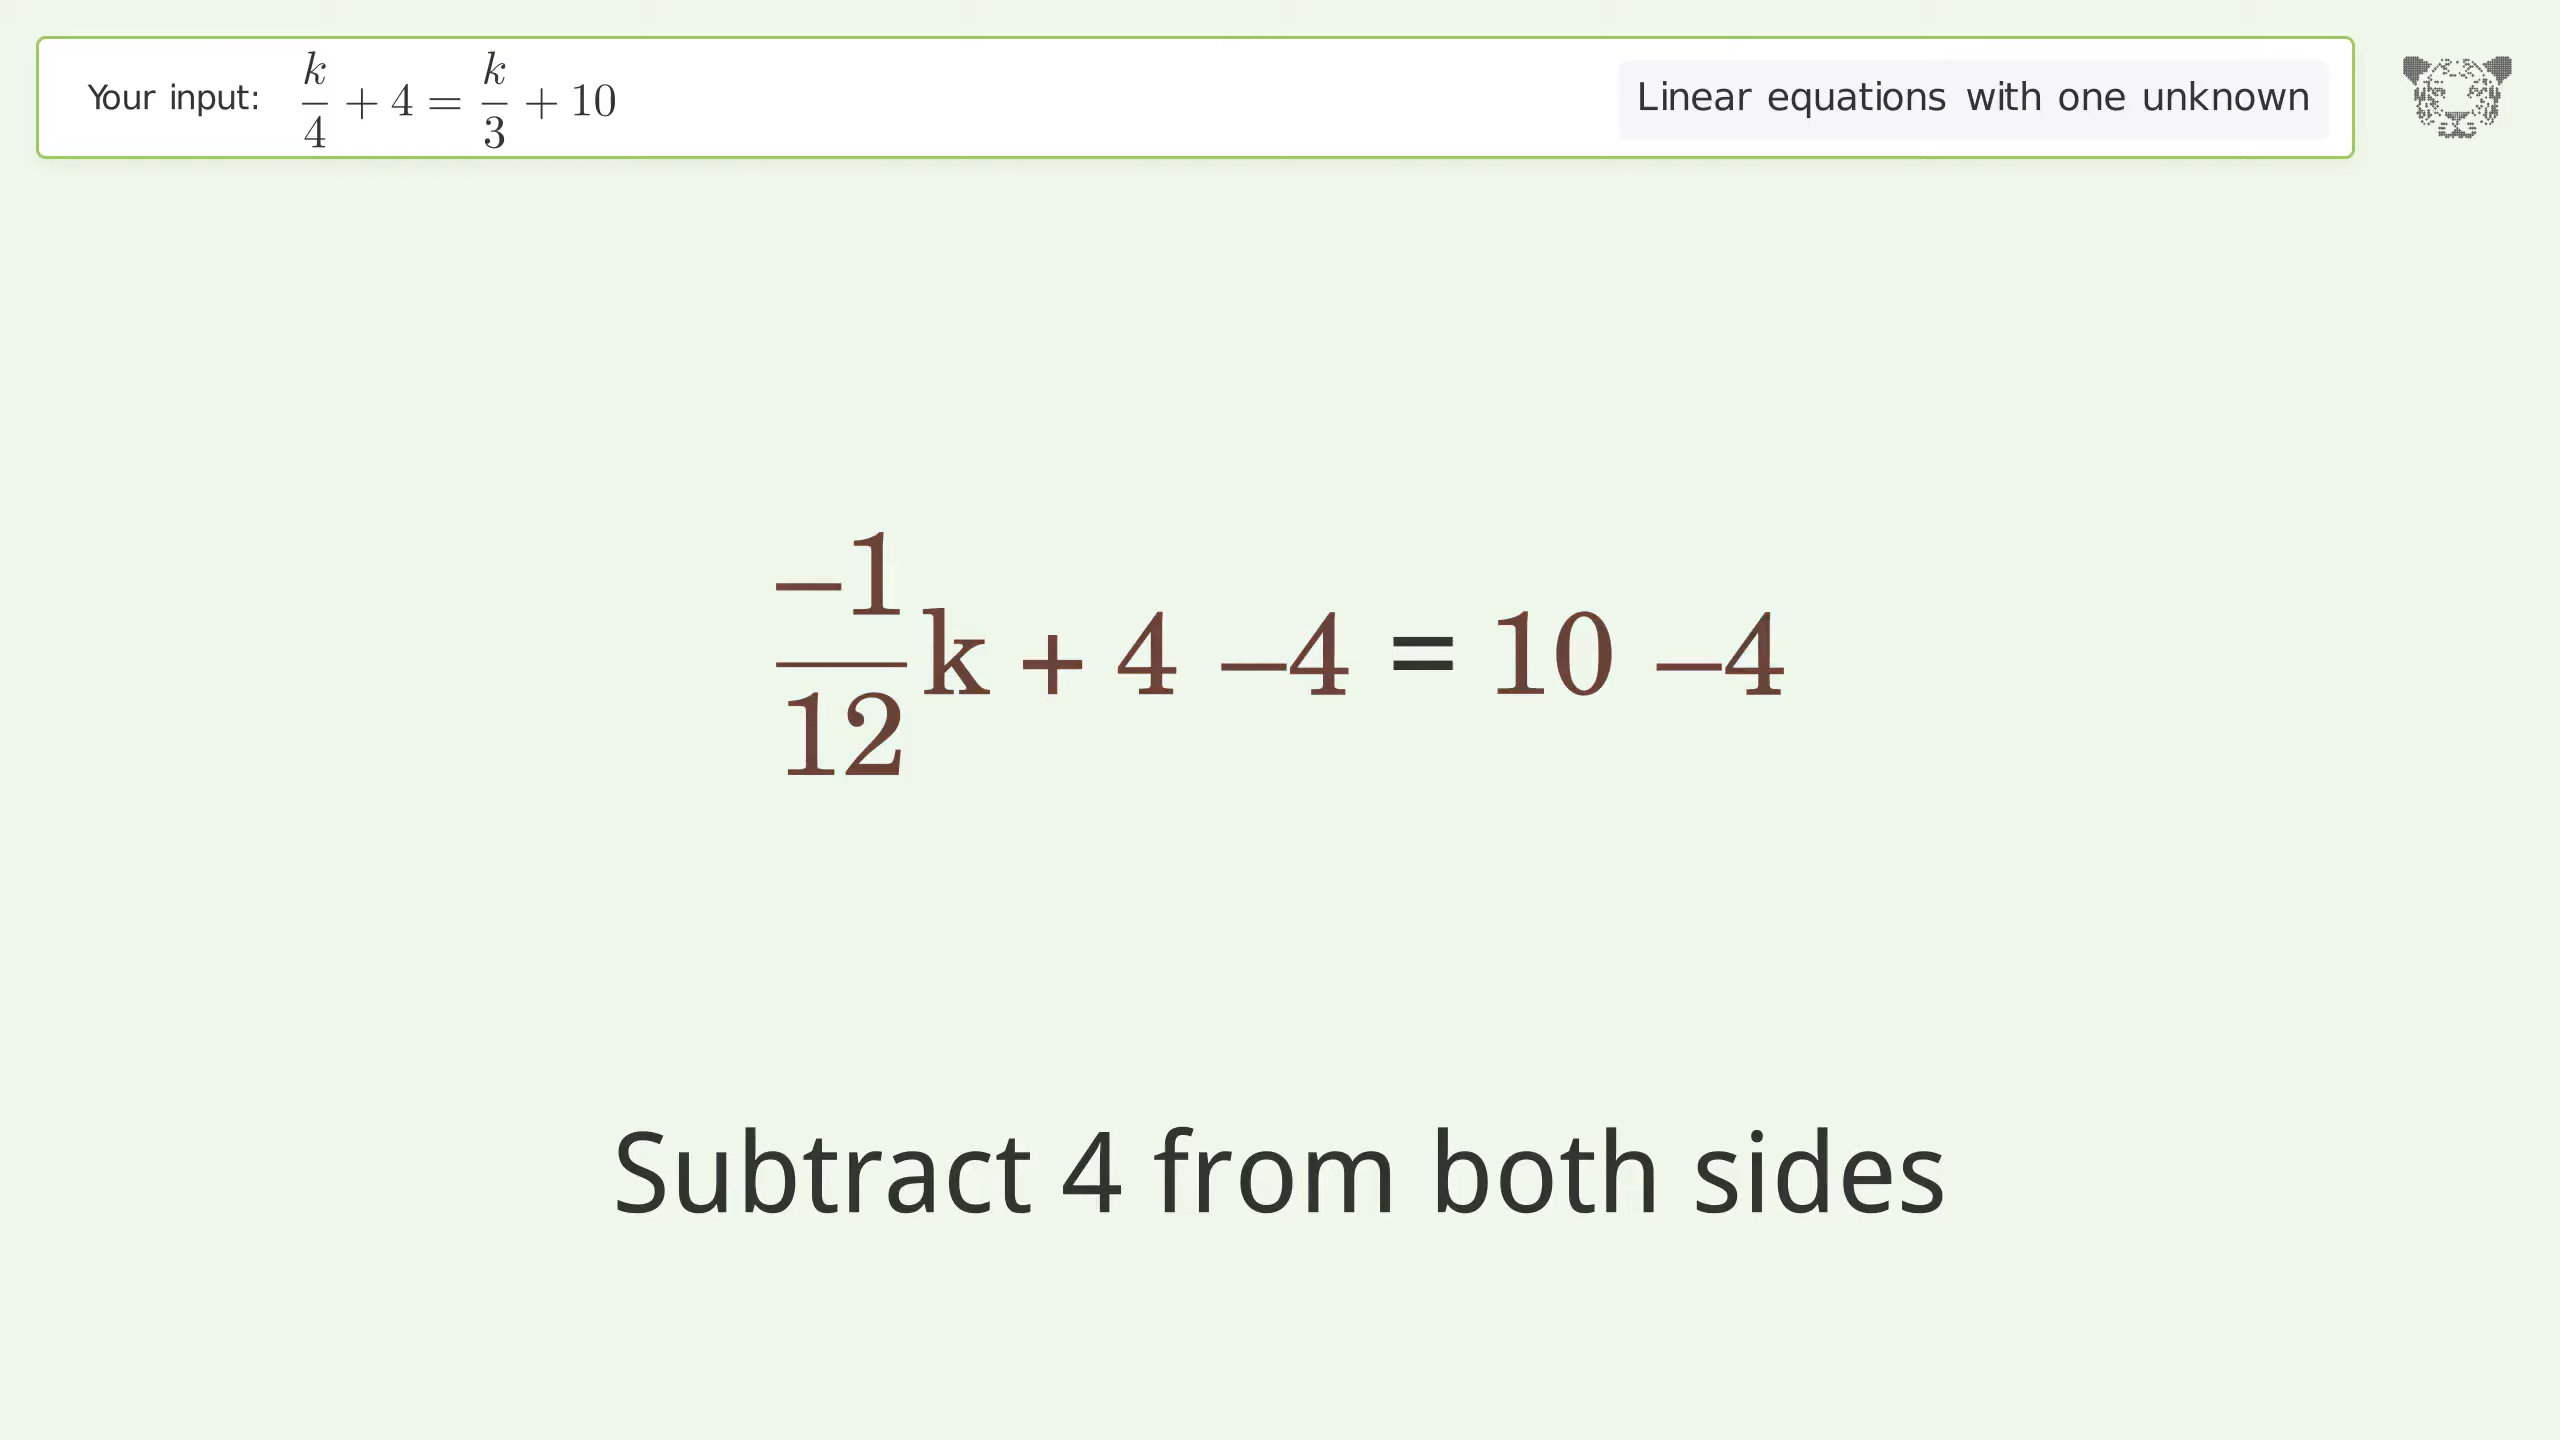 Your input: k/4 + 4 = k/3 + 10
Linear equations with one unknown
−1/12 k + 4 −4 = 10 −4
Subtract 4 from both sides